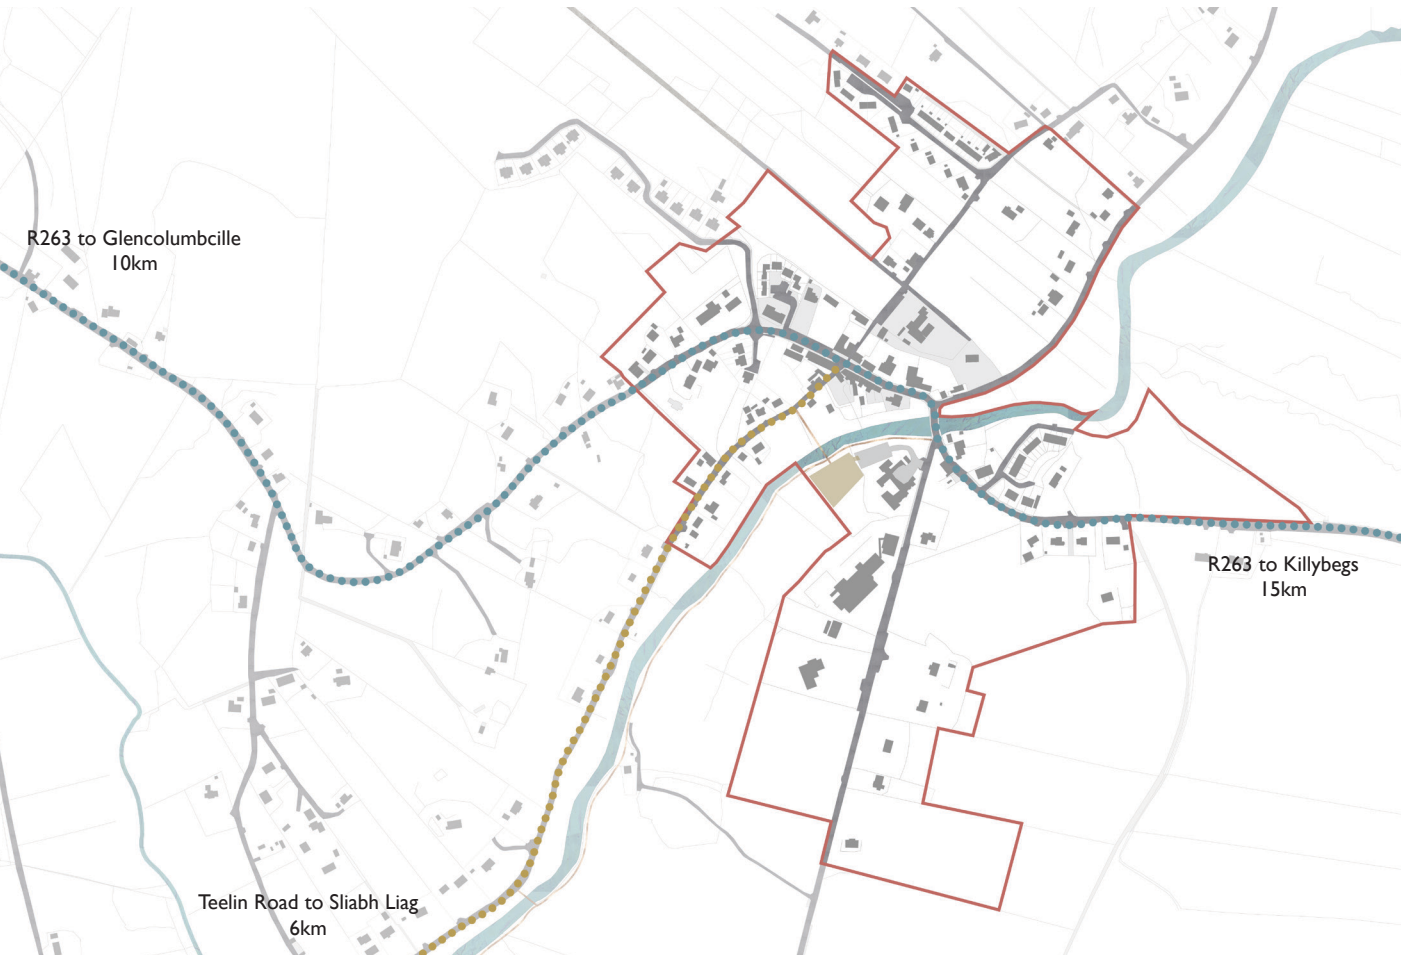 R263 to Glencolumbcille
10km
R263 to Killybegs
15km
Teelin Road to Sliabh Liag
6km